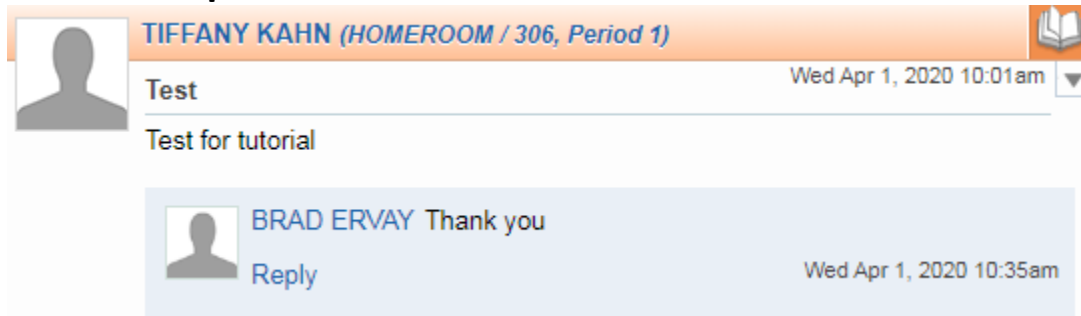 TIFFANY KAHN (HOMEROOM / 306, Period 1)
Test
Wed Apr 1, 2020 10:01am
Test for tutorial
BRAD ERVAY Thank you
Reply
Wed Apr 1, 2020 10:35am